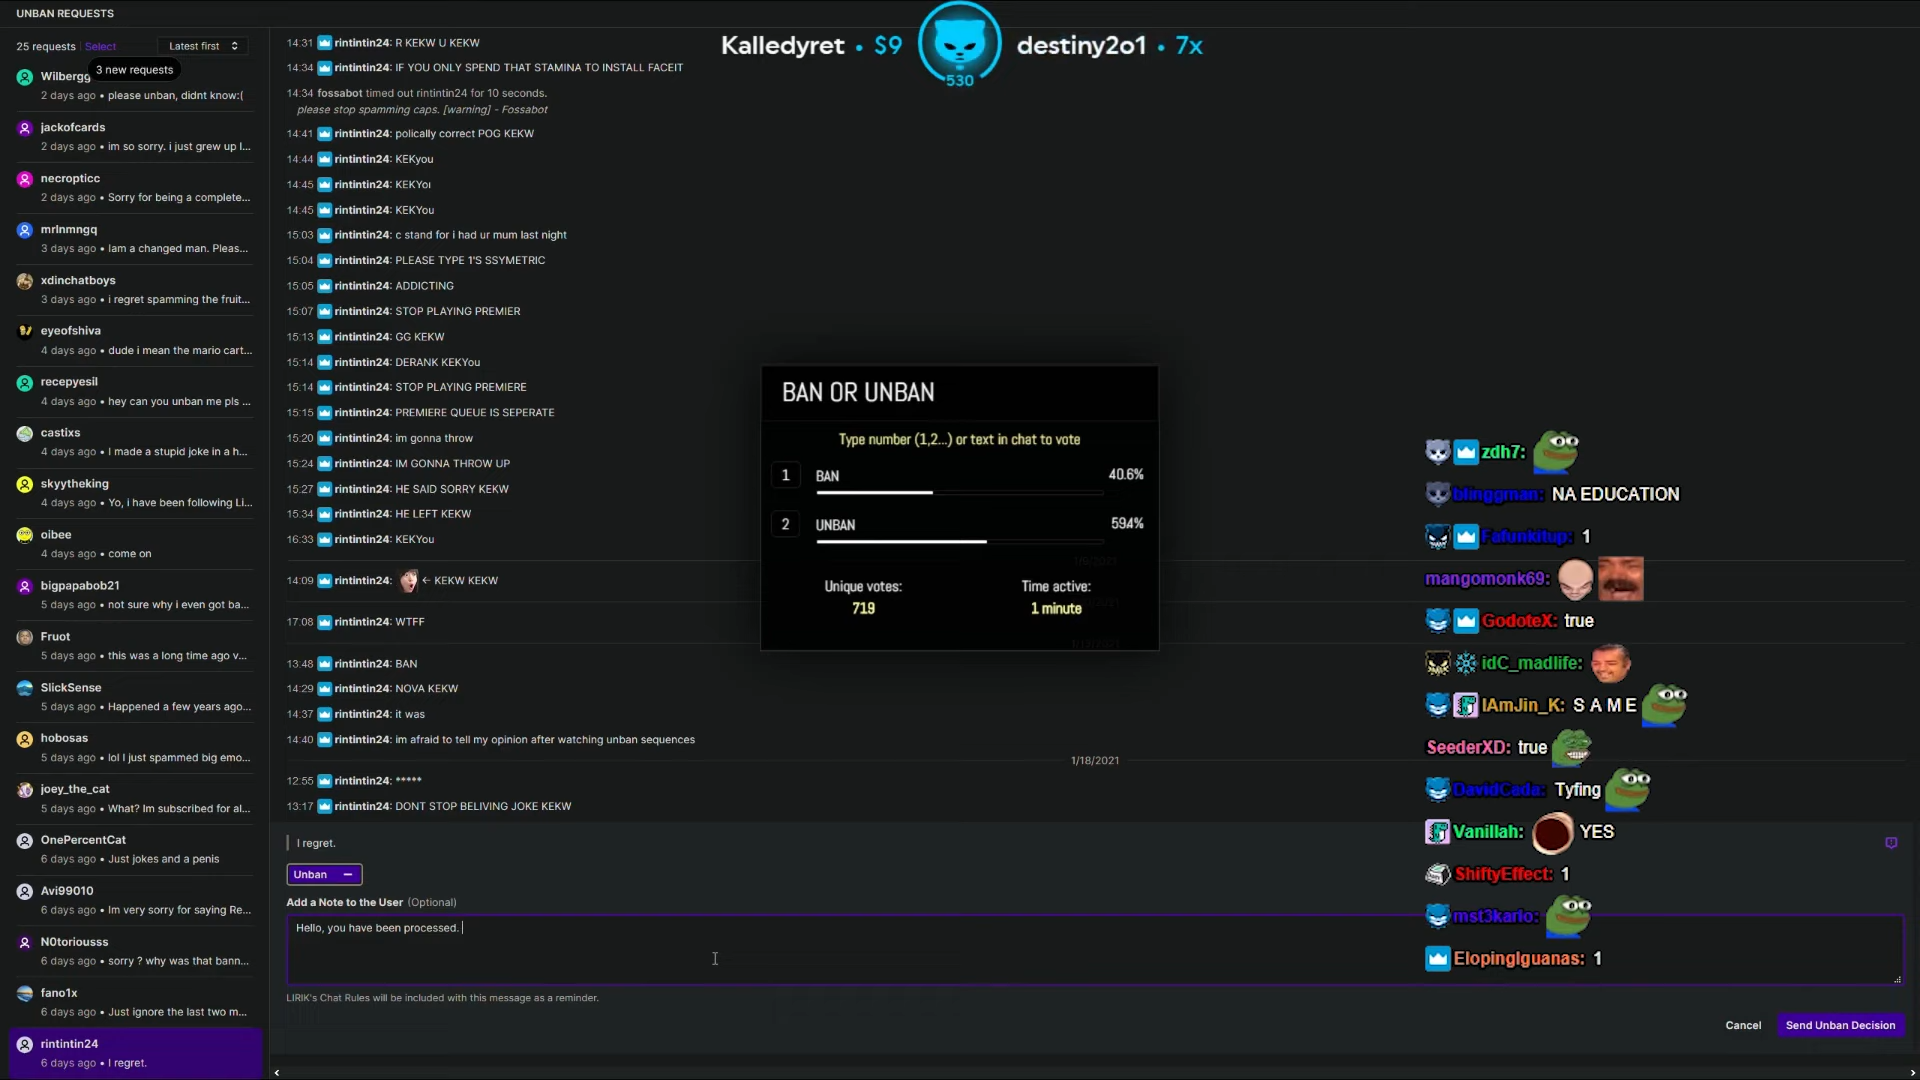 UNBAN REQUESTS
25 requests | Select
Latest first
3 new requests
Wilbergg
2 days ago • please unban, didnt know:(
jackofcards
2 days ago • im so sorry. i just grew up l...
necropticc
2 days ago • Sorry for being a complete...
mrlnmngq
3 days ago • Iam a changed man. Pleas...
xdinchatboys
3 days ago • i regret spamming the fruit...
eyeofshiva
4 days ago • dude i mean the mario cart...
recepyesil
4 days ago • hey can you unban me pls ...
castixs
4 days ago • I made a stupid joke in a h...
skyytheking
4 days ago • Yo, i have been following Li...
oibee
4 days ago • come on
bigpapabob21
5 days ago • not sure why i even got ba...
Fruot
5 days ago • this was a long time ago v...
SlickSense
5 days ago • Happened a few years ago...
hobosas
5 days ago • lol I just spammed big emo...
joey_the_cat
5 days ago • What? Im subscribed for al...
OnePercentCat
6 days ago • Just jokes and a penis
Avi99010
6 days ago • Im very sorry for saying Re...
N0toriousss
6 days ago • sorry ? why was that bann...
fano1x
6 days ago • Just ignore the last two m...
rintintin24
6 days ago • I regret.
14:31 rintintin24: R KEKW U KEKW
14:34 rintintin24: IF YOU ONLY SPEND THAT STAMINA TO INSTALL FACEIT
14:34 fossabot timed out rintintin24 for 10 seconds.
please stop spamming caps. [warning] - Fossabot
14:41 rintintin24: polically correct POG KEKW
14:44 rintintin24: KEKyou
14:45 rintintin24: KEKYoı
14:45 rintintin24: KEKYou
15:03 rintintin24: c stand for i had ur mum last night
15:04 rintintin24: PLEASE TYPE 1'S SSYMETRIC
15:05 rintintin24: ADDICTING
15:07 rintintin24: STOP PLAYING PREMIER
15:13 rintintin24: GG KEKW
15:14 rintintin24: DERANK KEKYou
15:14 rintintin24: STOP PLAYING PREMIERE
15:15 rintintin24: PREMIERE QUEUE IS SEPERATE
15:20 rintintin24: im gonna throw
15:24 rintintin24: IM GONNA THROW UP
15:27 rintintin24: HE SAID SORRY KEKW
15:34 rintintin24: HE LEFT KEKW
16:33 rintintin24: KEKYou
14:09 rintintin24: ← KEKW KEKW
17:08 rintintin24: WTFF
13:48 rintintin24: BAN
14:29 rintintin24: NOVA KEKW
14:37 rintintin24: it was
14:40 rintintin24: im afraid to tell my opinion after watching unban sequences
1/18/2021
12:55 rintintin24: *****
13:17 rintintin24: DONT STOP BELIVING JOKE KEKW
I regret.
Unban
Add a Note to the User (Optional)
Hello, you have been processed.
LIRIK's Chat Rules will be included with this message as a reminder.
Cancel
Send Unban Decision
Kalledyret • $9
530
destiny2o1 • 7x
BAN OR UNBAN
Type number (1,2...) or text in chat to vote
1 BAN 40.6%
2 UNBAN 59.4%
Unique votes:
719
Time active:
1 minute
zdh7:
blinggman: NA EDUCATION
Fafunkitup: 1
mangomonk69:
GodoteX: true
idC_madlife:
IAmJin_K: S A M E
SeederXD: true
DavidCada: Tyfing
Vanillah: YES
ShiftyEffect: 1
mst3karlo:
ElopingIguanas: 1